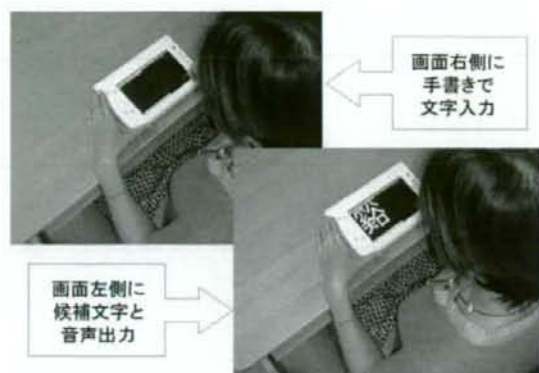 画面右側に
手書きで
文字入力
画面左側に
候補文字と
音声出力